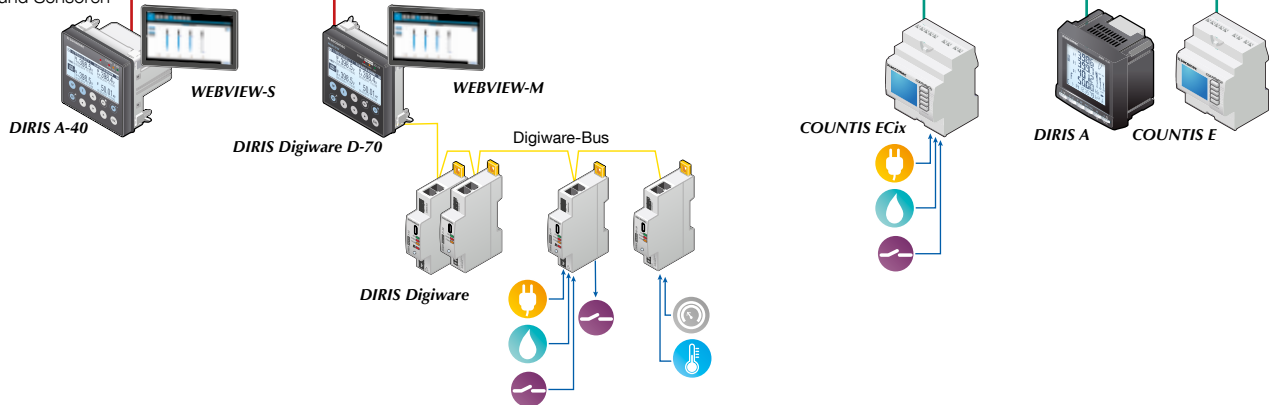 und Sensoren
WEBVIEW-S
DIRIS A-40
WEBVIEW-M
DIRIS Digiware D-70
Digiware-Bus
DIRIS Digiware
COUNTIS ECix
DIRIS A
COUNTIS E